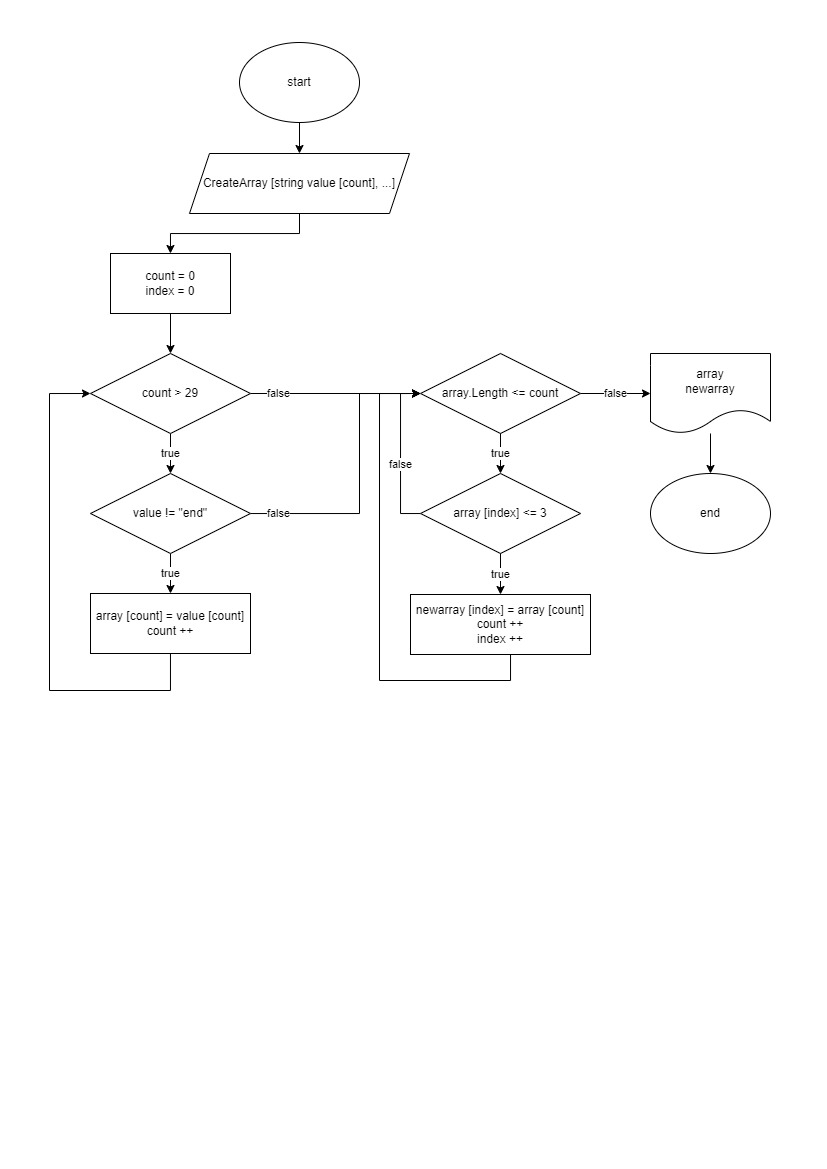 start
CreateArray [string value [count], ...]
count = 0
index = 0
count > 29
false
true
value != "end"
false
true
array [count] = value [count]
count ++
array.Length <= count
false
true
false
array [index] <= 3
true
newarray [index] = array [count]
count ++
index ++
array
newarray
end